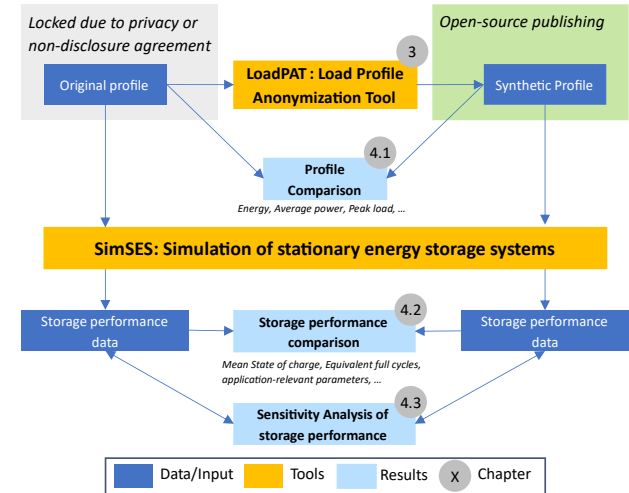 Locked due to privacy or
non-disclosure agreement
Open-source publishing
3
Original profile
LoadPAT : Load Profile
Anonymization Tool
Synthetic Profile
4.1
Profile
Comparison
Energy, Average power, Peak load, ...
SimSES: Simulation of stationary energy storage systems
4.2
Storage performance
data
Storage performance
comparison
Storage performance
data
Mean State of charge, Equivalent full cycles,
application-relevant parameters, ...
4.3
Sensitivity Analysis of
storage performance
Data/Input
Tools
Results
X
Chapter